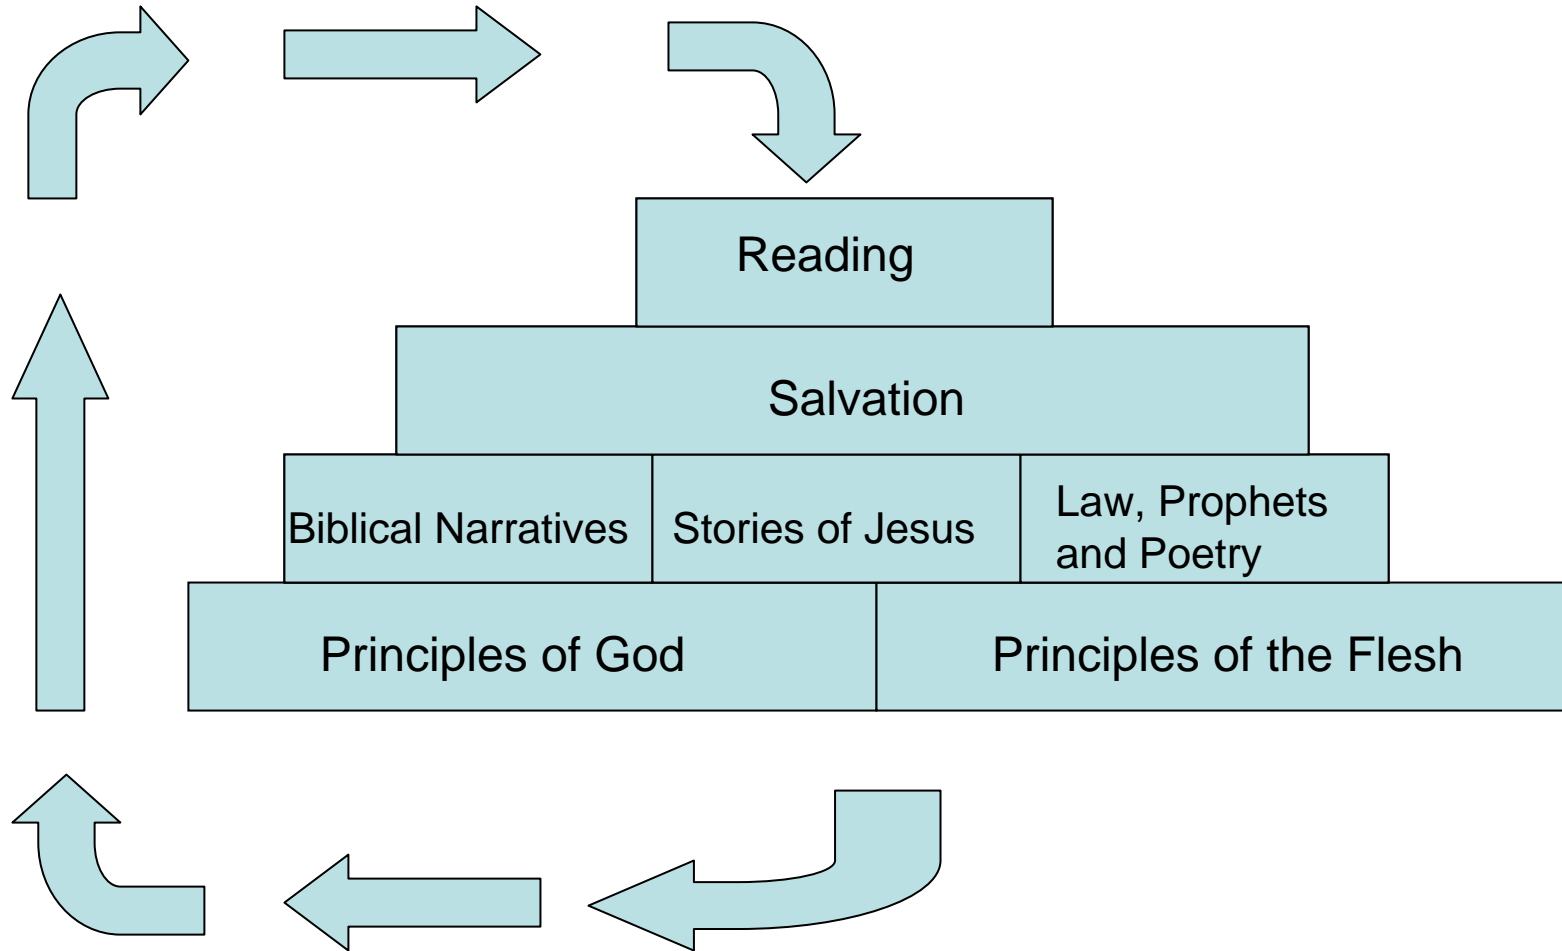 Reading
Salvation
Biblical Narratives
Stories of Jesus
Law, Prophets
and Poetry
Principles of God
Principles of the Flesh